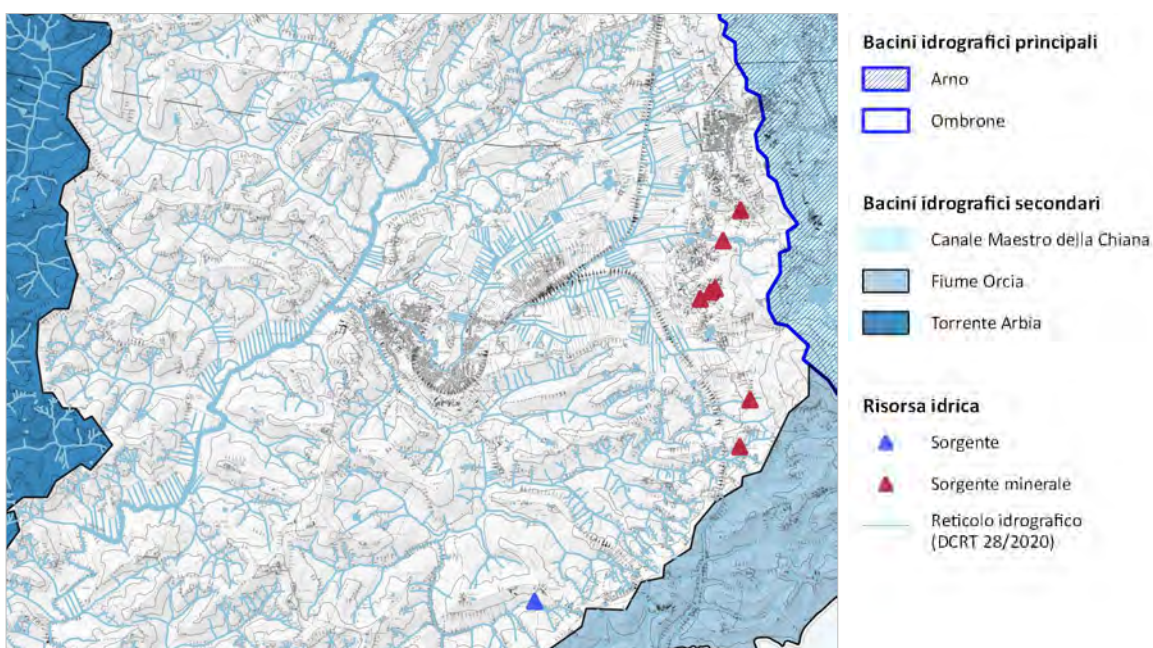 Bacini idrografici principali
Arno
Ombrone
Bacini idrografici secondari
Canale Maestro della Chiana
Fiume Orcia
Torrente Arbia
Risorsa idrica
Sorgente
Sorgente minerale
Reticolo idrografico
(DCRT 28/2020)